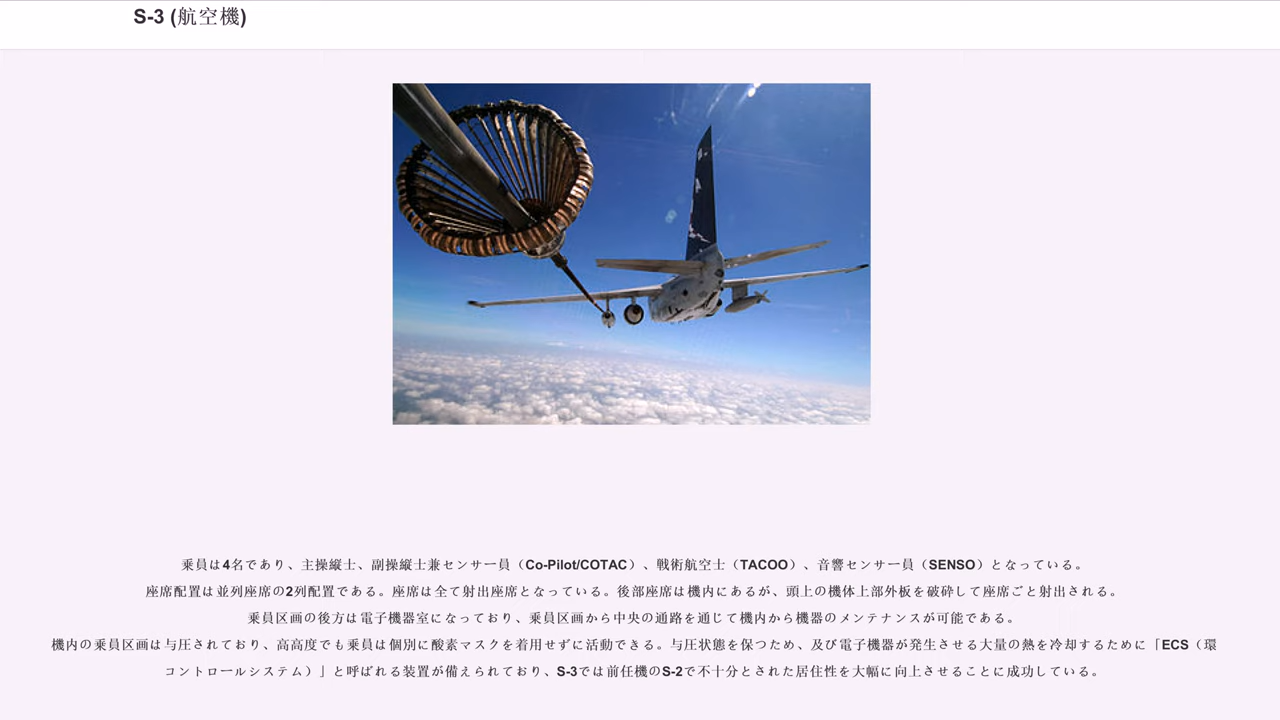 S-3 (航空機)
乗員は4名であり、主操縦士、副操縦士兼センサー員（Co-Pilot/COTAC）、戦術航空士（TACOO）、音響センサー員（SENSO）となっている。
座席配置は並列座席の2列配置である。座席は全て射出座席となっている。後部座席は機内にあるが、頭上の機体上部外板を破砕して座席ごと射出される。
乗員区画の後方は電子機器室になっており、乗員区画から中央の通路を通じて機内から機器のメンテナンスが可能である。
機内の乗員区画は与圧されており、高高度でも乗員は個別に酸素マスクを着用せずに活動できる。与圧状態を保つため、及び電子機器が発生させる大量の熱を冷却するために「ECS（環
コントロールシステム）」と呼ばれる装置が備えられており、S-3では前任機のS-2で不十分とされた居住性を大幅に向上させることに成功している。